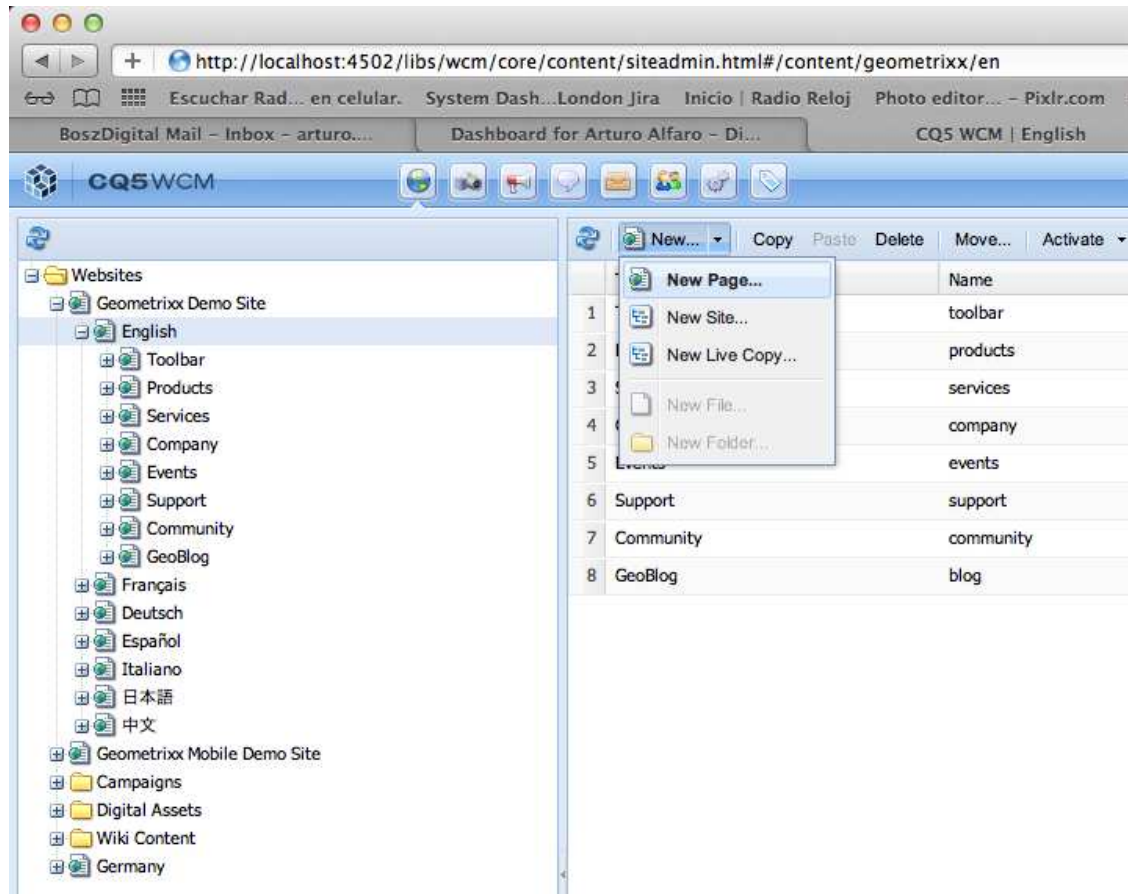 http://localhost:4502/libs/wcm/core/content/siteadmin.html#/content/geometrixx/en
Escuchar Rad... en celular. System Dash...London Jira Inicio | Radio Reloj Photo editor... – Pixlr.com
BoszDigital Mail – Inbox – arturo.... Dashboard for Arturo Alfaro – Di... CQ5 WCM | English
CQ5WCM
New... Copy Paste Delete Move... Activate
Websites
Geometrixx Demo Site
English
Toolbar
Products
Services
Company
Events
Support
Community
GeoBlog
Français
Deutsch
Español
Italiano
日本語
中文
Geometrixx Mobile Demo Site
Campaigns
Digital Assets
Wiki Content
Germany
New Page...
New Site...
New Live Copy...
New File...
New Folder...
Name
1 toolbar
2 products
3 services
4 company
5 Events events
6 Support support
7 Community community
8 GeoBlog blog